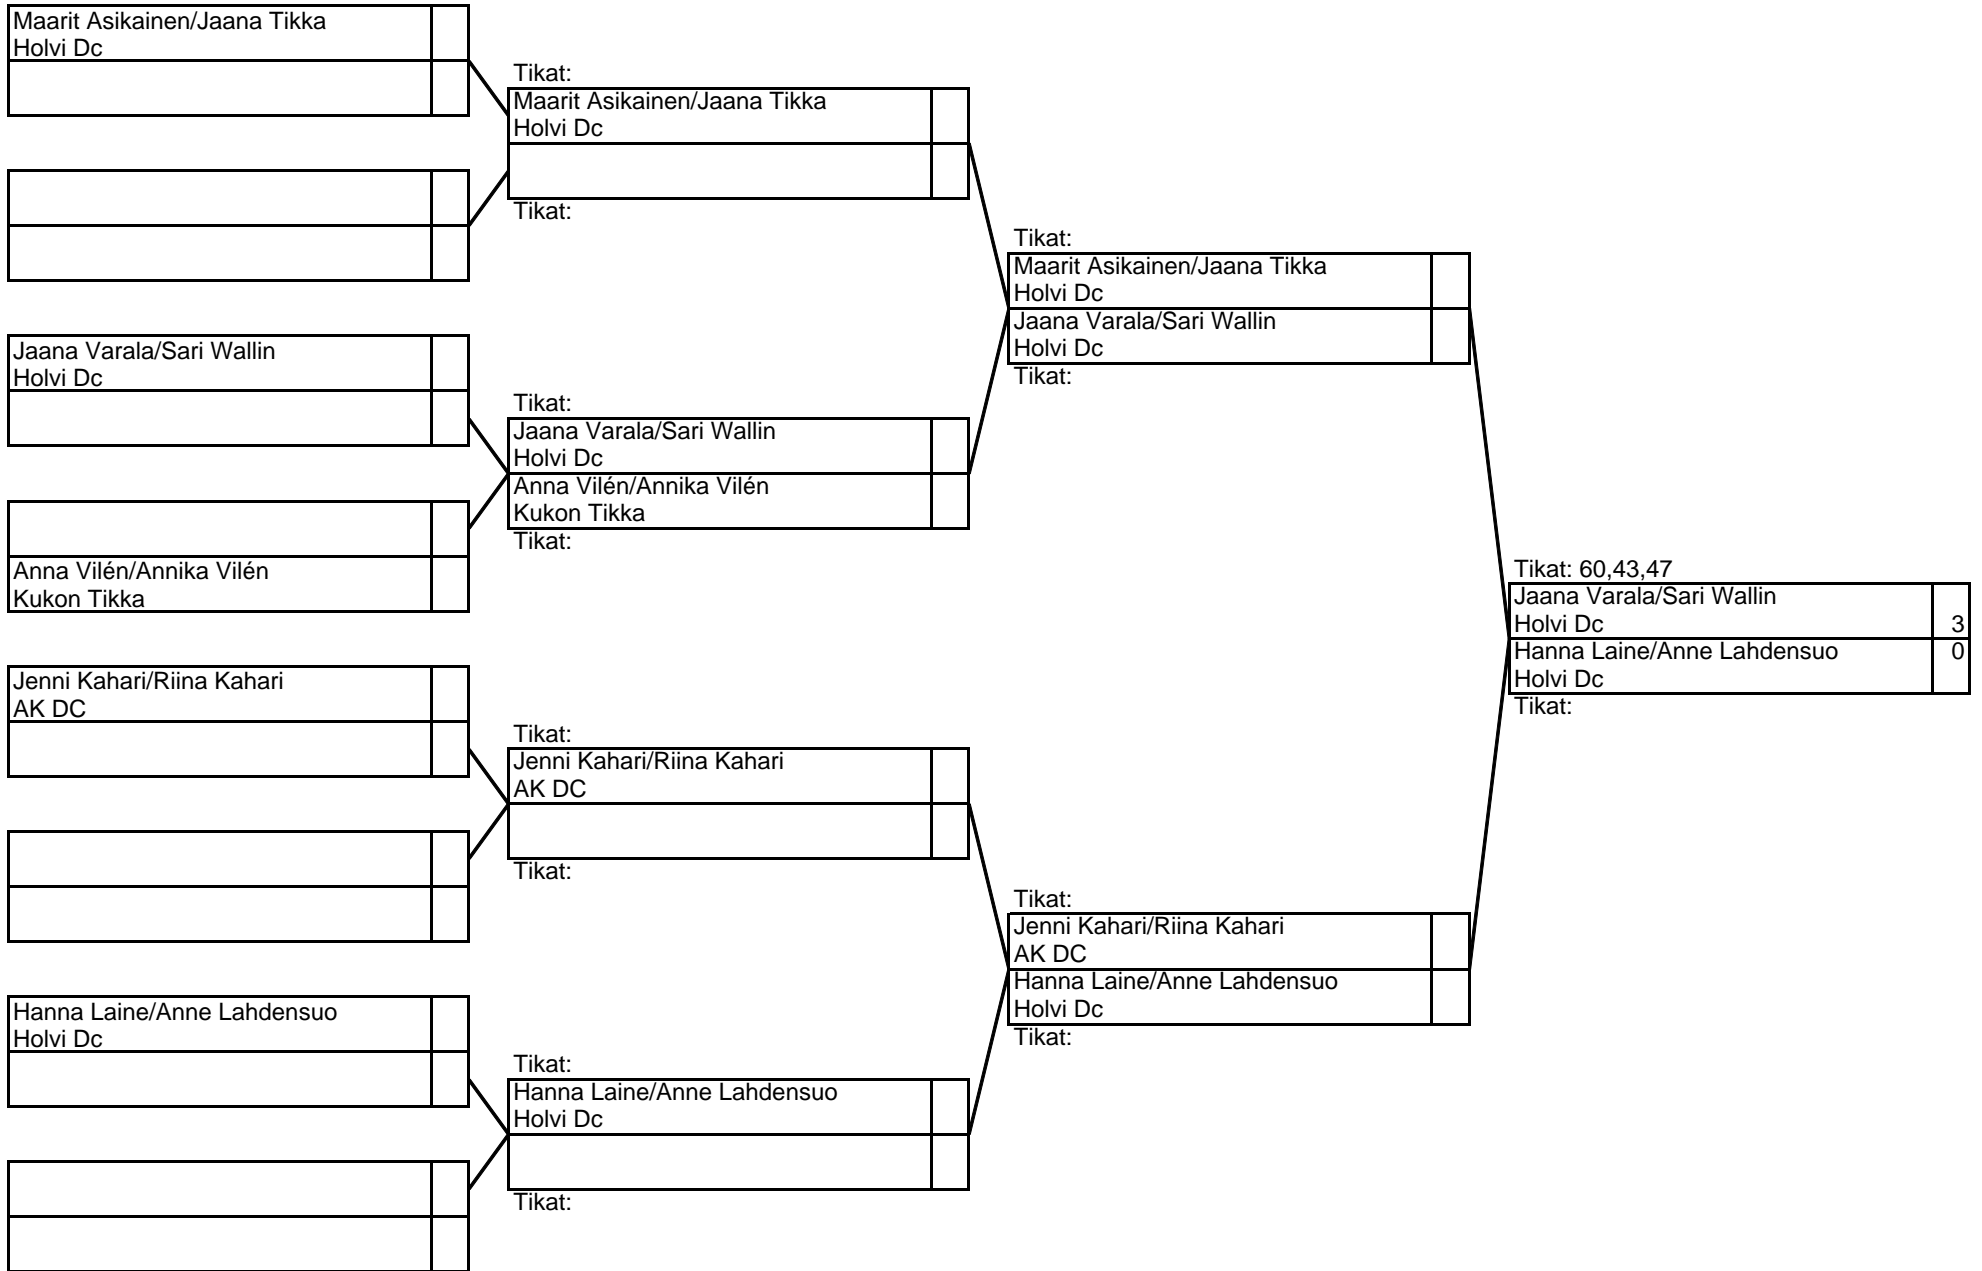 Maarit Asikainen/Jaana Tikka
Holvi Dc
Jaana Varala/Sari Wallin
Holvi Dc
Anna Vilén/Annika Vilén
Kukon Tikka
Jenni Kahari/Riina Kahari
AK DC
Hanna Laine/Anne Lahdensuo
Holvi Dc
Tikat:
Maarit Asikainen/Jaana Tikka
Holvi Dc
Tikat:
Tikat:
Jaana Varala/Sari Wallin
Holvi Dc
Anna Vilén/Annika Vilén
Kukon Tikka
Tikat:
Tikat:
Jenni Kahari/Riina Kahari
AK DC
Tikat:
Tikat:
Hanna Laine/Anne Lahdensuo
Holvi Dc
Tikat:
Tikat:
Maarit Asikainen/Jaana Tikka
Holvi Dc
Jaana Varala/Sari Wallin
Holvi Dc
Tikat:
Tikat:
Jenni Kahari/Riina Kahari
AK DC
Hanna Laine/Anne Lahdensuo
Holvi Dc
Tikat:
Tikat: 60,43,47
Jaana Varala/Sari Wallin
Holvi Dc 3
Hanna Laine/Anne Lahdensuo 0
Holvi Dc
Tikat: